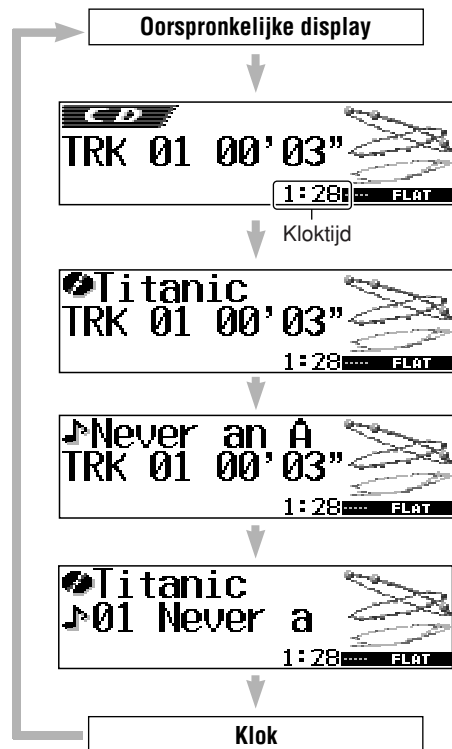 Oorspronkelijke display
CD
TRK 01 00'03"
1:28 FLAT
Kloktijd
Titanic
TRK 01 00'03"
1:28 FLAT
Never an A
TRK 01 00'03"
1:28 FLAT
Titanic
01 Never a
1:28 FLAT
Klok